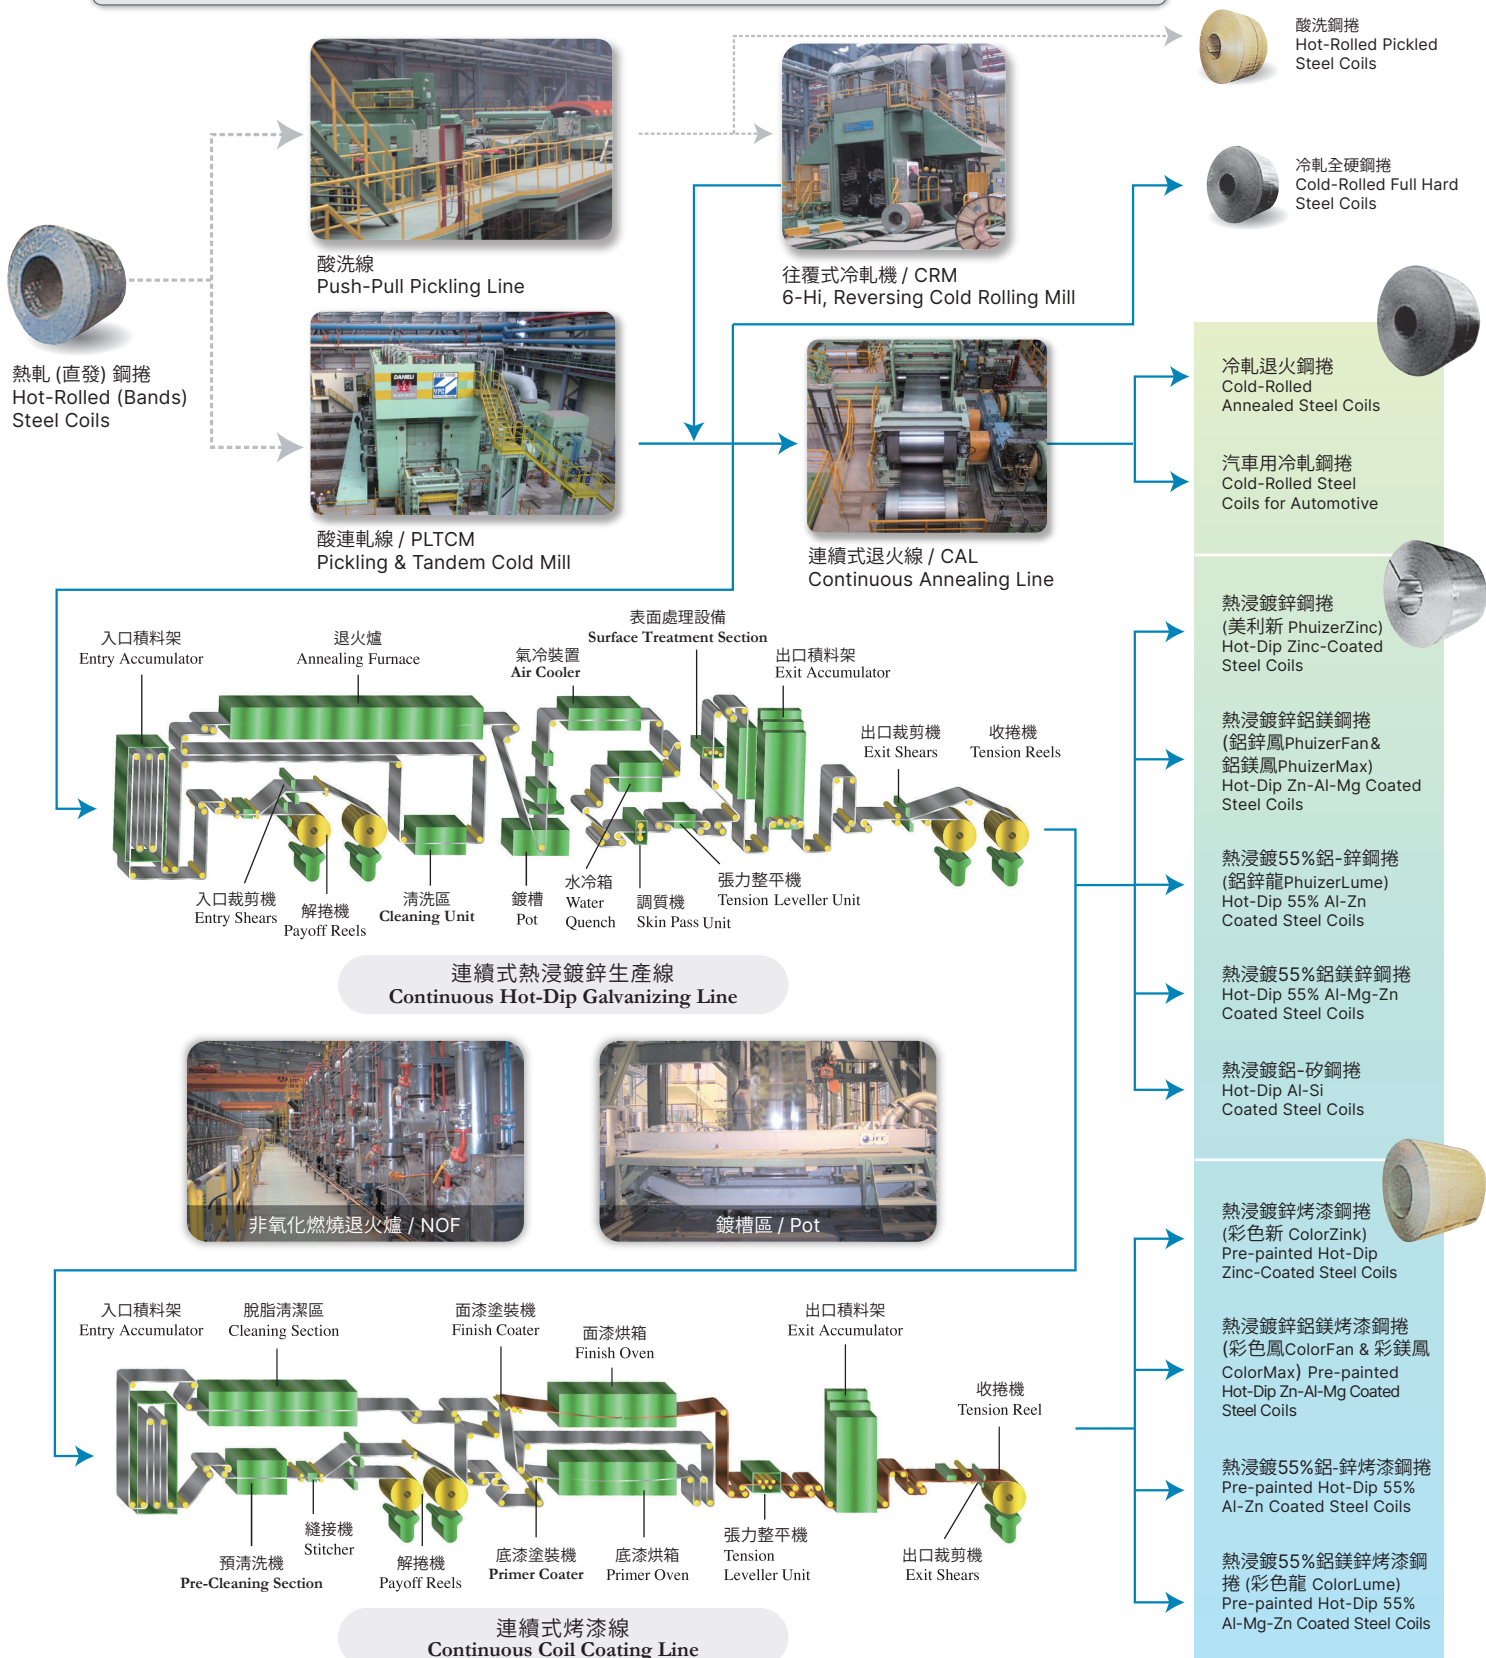 酸洗鋼捲
Hot-Rolled Pickled
Steel Coils
冷軋全硬鋼捲
Cold-Rolled Full Hard
Steel Coils
酸洗線
Push-Pull Pickling Line
往覆式冷軋機 / CRM
6-Hi, Reversing Cold Rolling Mill
熱軋 (直發) 鋼捲
Hot-Rolled (Bands)
Steel Coils
DANIELI
酸連軋線 / PLTCM
Pickling & Tandem Cold Mill
連續式退火線 / CAL
Continuous Annealing Line
冷軋退火鋼捲
Cold-Rolled
Annealed Steel Coils
汽車用冷軋鋼捲
Cold-Rolled Steel
Coils for Automotive
入口積料架
Entry Accumulator
退火爐
Annealing Furnace
氣冷裝置
Air Cooler
表面處理設備
Surface Treatment Section
出口積料架
Exit Accumulator
出口裁剪機
Exit Shears
收捲機
Tension Reels
入口裁剪機
Entry Shears
解捲機
Payoff Reels
清洗區
Cleaning Unit
鍍槽
Pot
水冷箱
Water
Quench
調質機
Skin Pass Unit
張力整平機
Tension Leveller Unit
連續式熱浸鍍鋅生產線
Continuous Hot-Dip Galvanizing Line
熱浸鍍鋅鋼捲
(美利新 PhuizerZinc)
Hot-Dip Zinc-Coated
Steel Coils
熱浸鍍鋅鋁鎂鋼捲
(鋁鋅鳳PhuizerFan&
鋁鎂鳳PhuizerMax)
Hot-Dip Zn-Al-Mg Coated
Steel Coils
熱浸鍍55%鋁-鋅鋼捲
(鋁鋅龍PhuizerLume)
Hot-Dip 55% Al-Zn
Coated Steel Coils
熱浸鍍55%鋁鎂鋅鋼捲
Hot-Dip 55% Al-Mg-Zn
Coated Steel Coils
熱浸鍍鋁-矽鋼捲
Hot-Dip Al-Si
Coated Steel Coils
非氧化燃燒退火爐 / NOF
JFE
鍍槽區 / Pot
入口積料架
Entry Accumulator
脫脂清潔區
Cleaning Section
面漆塗裝機
Finish Coater
面漆烘箱
Finish Oven
出口積料架
Exit Accumulator
收捲機
Tension Reel
預清洗機
Pre-Cleaning Section
縫接機
Stitcher
解捲機
Payoff Reels
底漆塗裝機
Primer Coater
底漆烘箱
Primer Oven
張力整平機
Tension
Leveller Unit
出口裁剪機
Exit Shears
連續式烤漆線
Continuous Coil Coating Line
熱浸鍍鋅烤漆鋼捲
(彩色新 ColorZink)
Pre-painted Hot-Dip
Zinc-Coated Steel Coils
熱浸鍍鋅鋁鎂烤漆鋼捲
(彩色鳳ColorFan & 彩鎂鳳
ColorMax) Pre-painted
Hot-Dip Zn-Al-Mg Coated
Steel Coils
熱浸鍍55%鋁-鋅烤漆鋼捲
Pre-painted Hot-Dip 55%
Al-Zn Coated Steel Coils
熱浸鍍55%鋁鎂鋅烤漆鋼
捲 (彩色龍 ColorLume)
Pre-painted Hot-Dip 55%
Al-Mg-Zn Coated Steel Coils